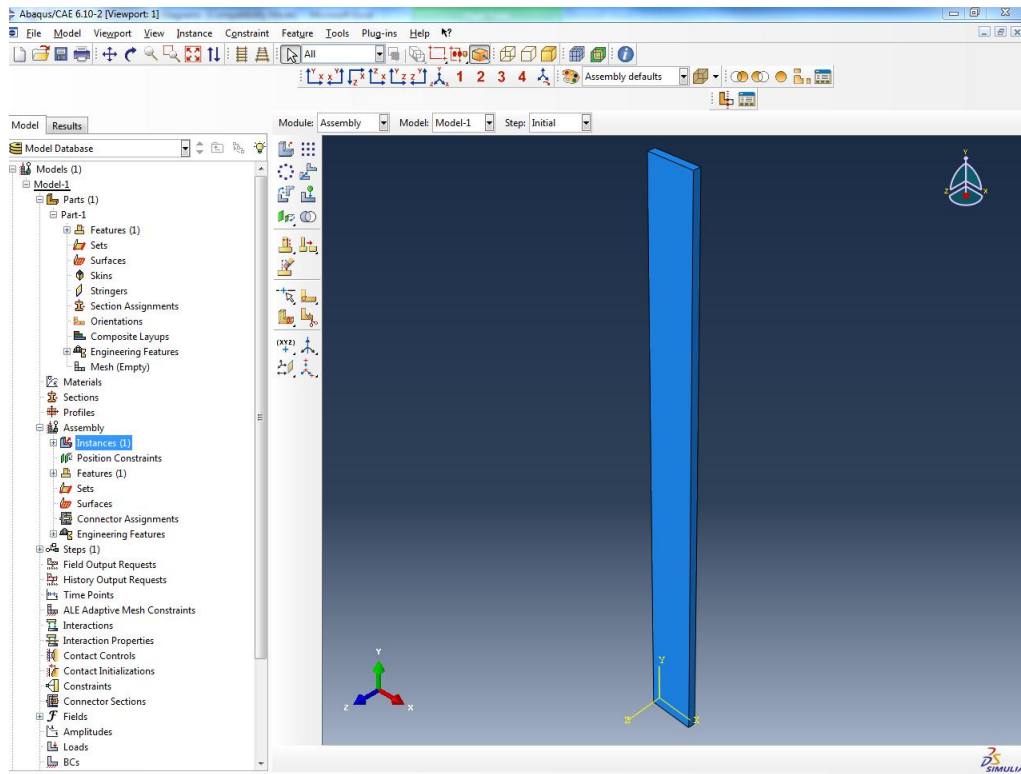 Abaqus/CAE 6.10-2 [Viewport: 1]
File Model Viewport View Instance Constraint Feature Tools Plug-ins Help
All
1 2 3 4 Assembly defaults
Model Results
Module: Assembly Model: Model-1 Step: Initial
Model Database
Models (1)
Model-1
Parts (1)
Part-1
Features (1)
Sets
Surfaces
Skins
Stringers
Section Assignments
Orientations
Composite Layups
Engineering Features
Mesh (Empty)
Materials
Sections
Profiles
Assembly
Instances (1)
Position Constraints
Features (1)
Sets
Surfaces
Connector Assignments
Engineering Features
Steps (1)
Field Output Requests
History Output Requests
Time Points
ALE Adaptive Mesh Constraints
Interactions
Interaction Properties
Contact Controls
Contact Initializations
Constraints
Connector Sections
Fields
Amplitudes
Loads
BCs
(XYZ)
Y
Z X
Y
Z X
Y
Z X
SIMULIA